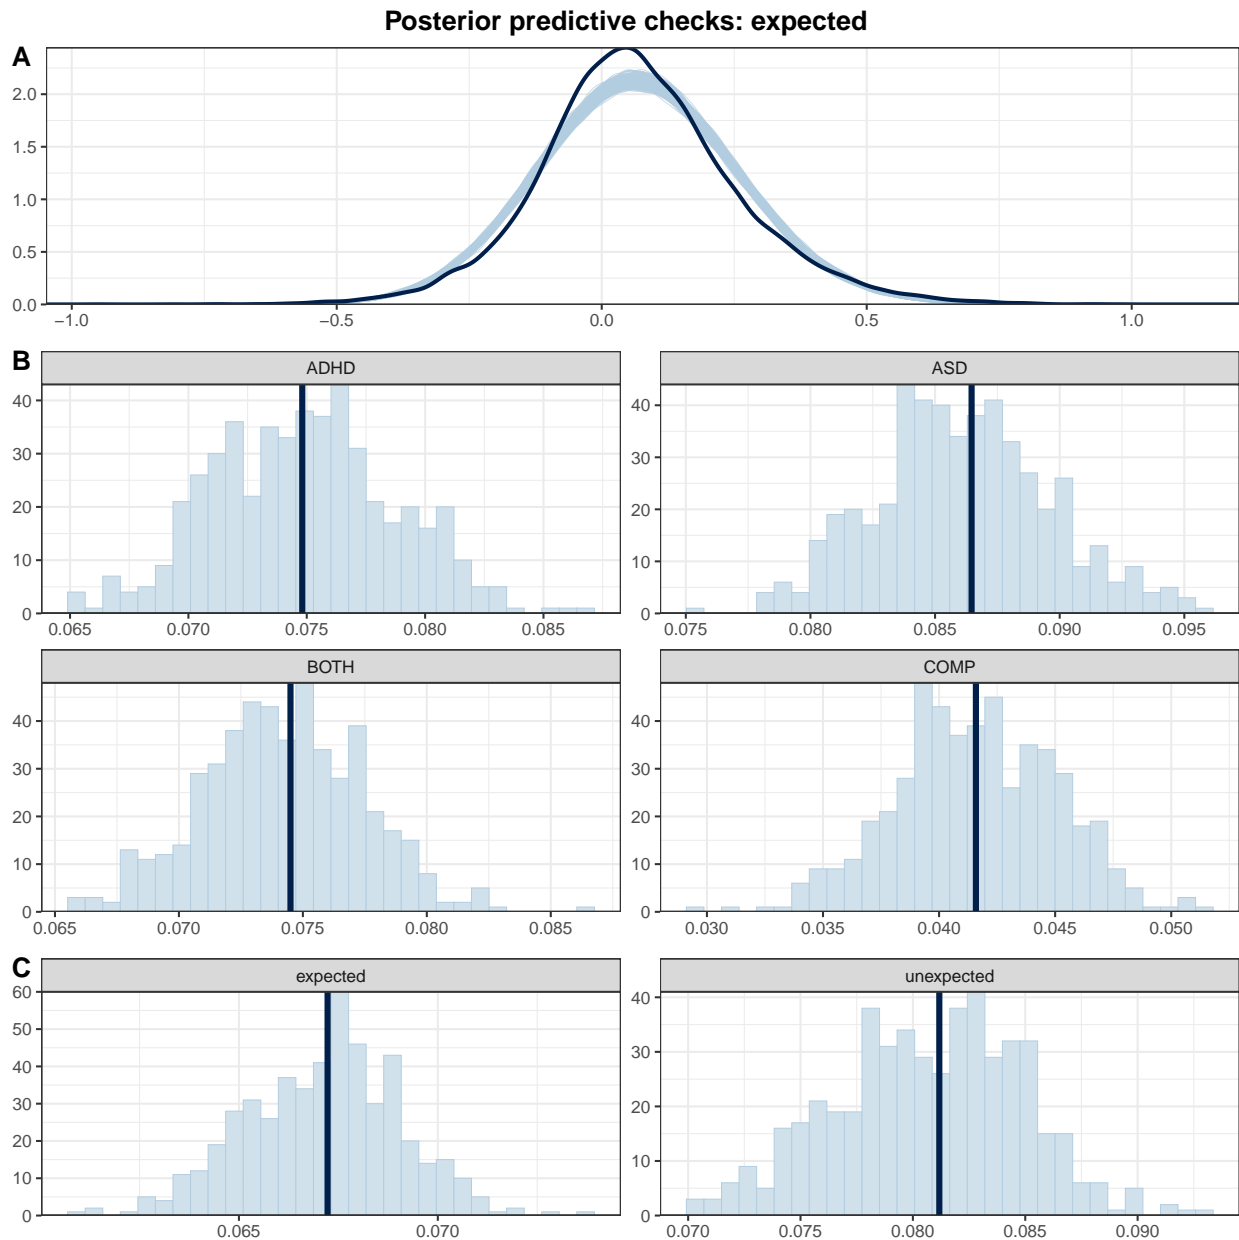 Posterior predictive checks: expected
A
2.0
1.5
1.0
0.5
0.0
−1.0 −0.5 0.0 0.5 1.0
B
ADHD
40
30
20
10
0
0.065 0.070 0.075 0.080 0.085
ASD
40
30
20
10
0
0.075 0.080 0.085 0.090 0.095
BOTH
40
30
20
10
0
0.065 0.070 0.075 0.080 0.085
COMP
40
30
20
10
0
0.030 0.035 0.040 0.045 0.050
C
expected
60
50
40
30
20
10
0
0.065 0.070
unexpected
40
30
20
10
0
0.070 0.075 0.080 0.085 0.090